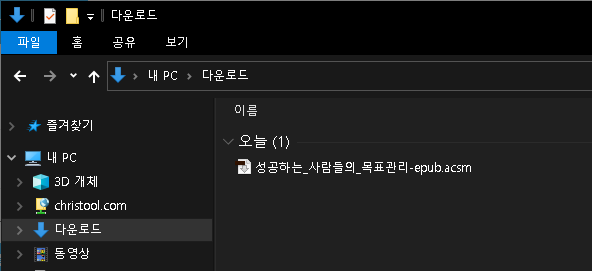 다운로드
파일 홈 공유 보기
내 PC 다운로드
이름
즐겨찾기
오늘 (1)
내 PC
성공하는_사람들의_목표관리-epub.acsm
3D 개체
christool.com
다운로드
동영상